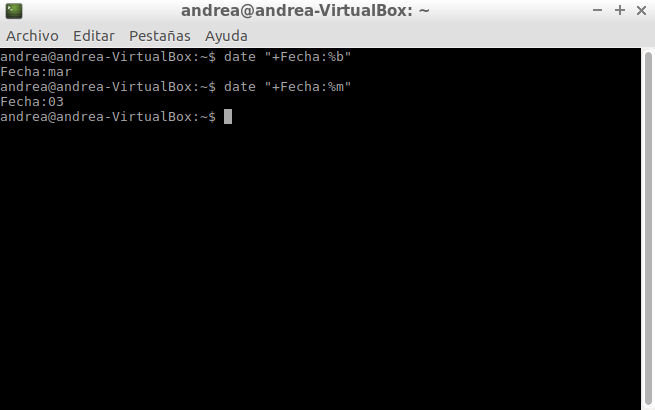 andrea@andrea-VirtualBox: ~
Archivo Editar Pestañas Ayuda
andrea@andrea-VirtualBox:~$ date "+Fecha:%b"
Fecha:mar
andrea@andrea-VirtualBox:~$ date "+Fecha:%m"
Fecha:03
andrea@andrea-VirtualBox:~$